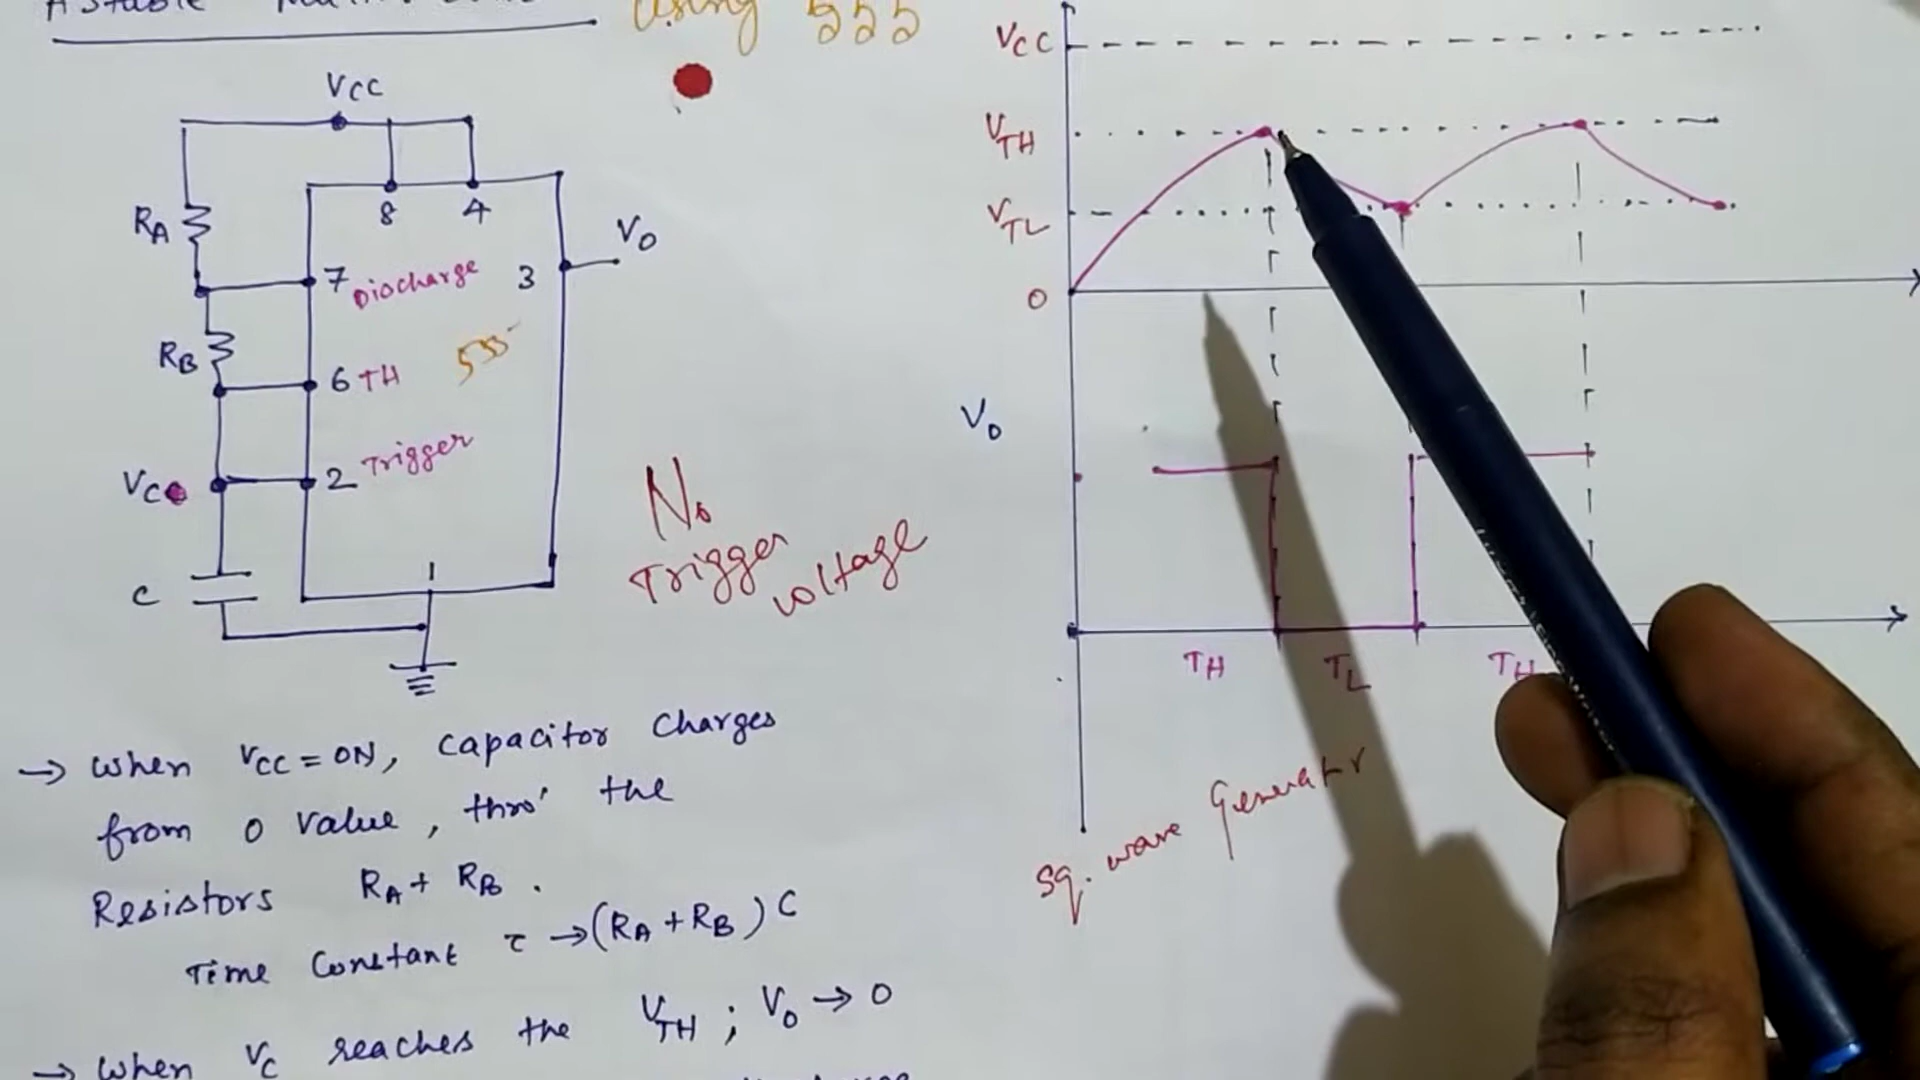 using 555
VCC
RA
8 4
VO
7 Discharge 3
RB
6 TH 555
VC
2 Trigger
C
1
No
Trigger
voltage
→ When VCC = ON, capacitor charges
from 0 value, thro' the
Resistors RA + RB .
Time Constant τ → (RA + RB) C
→ When VC reaches the VTH ; VO → 0
VCC
VTH
VTL
0
VO
TH TL TH
Sq. wave Generator